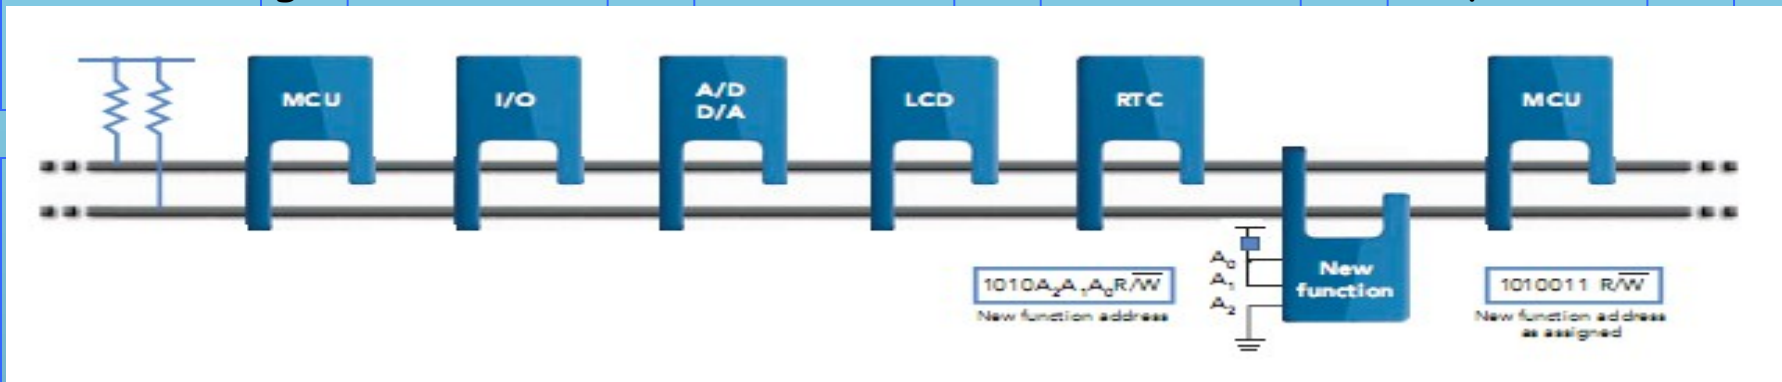 MCU
I/O
A/D
D/A
LCD
RTC
MCU
A₀
A₁
A₂
New
function
1010A₂A₁A₀R/W̅
New function address
1010011 R/W̅
New function address
as assigned